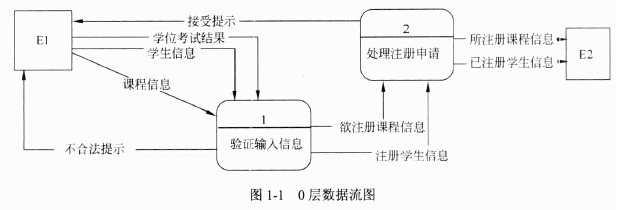 接受提示
2
E1
学位考试结果
处理注册申请
所注册课程信息
E2
学生信息
已注册学生信息
课程信息
1
欲注册课程信息
验证输入信息
不合法提示
注册学生信息
图 1-1 0 层数据流图